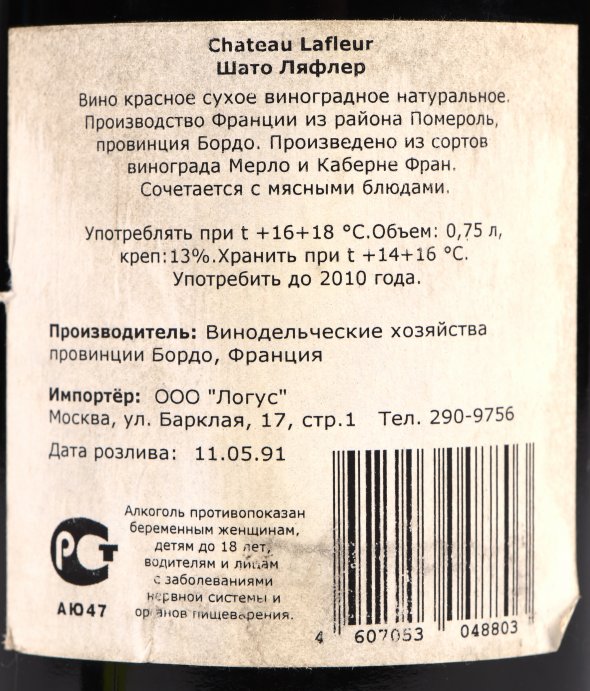 Chateau Lafleur
Шато Ляфлер
Вино красное сухое виноградное натуральное.
Производство Франции из района Помероль,
провинция Бордо. Произведено из сортов
винограда Мерло и Каберне Фран.
Сочетается с мясными блюдами.
Употреблять при t +16+18 °С.Объем: 0,75 л,
креп:13%.Хранить при t +14+16 °С.
Употребить до 2010 года.
Производитель: Винодельческие хозяйства
провинции Бордо, Франция
Импортёр: ООО "Логус"
Москва, ул. Барклая, 17, стр.1 Тел. 290-9756
Дата розлива: 11.05.91
Алкоголь противопоказан
беременным женщинам,
детям до 18 лет,
водителям и лицам
с заболеваниями
нервной системы и
органов пищеварения.
РСТ
АЮ47
4 607053 048803